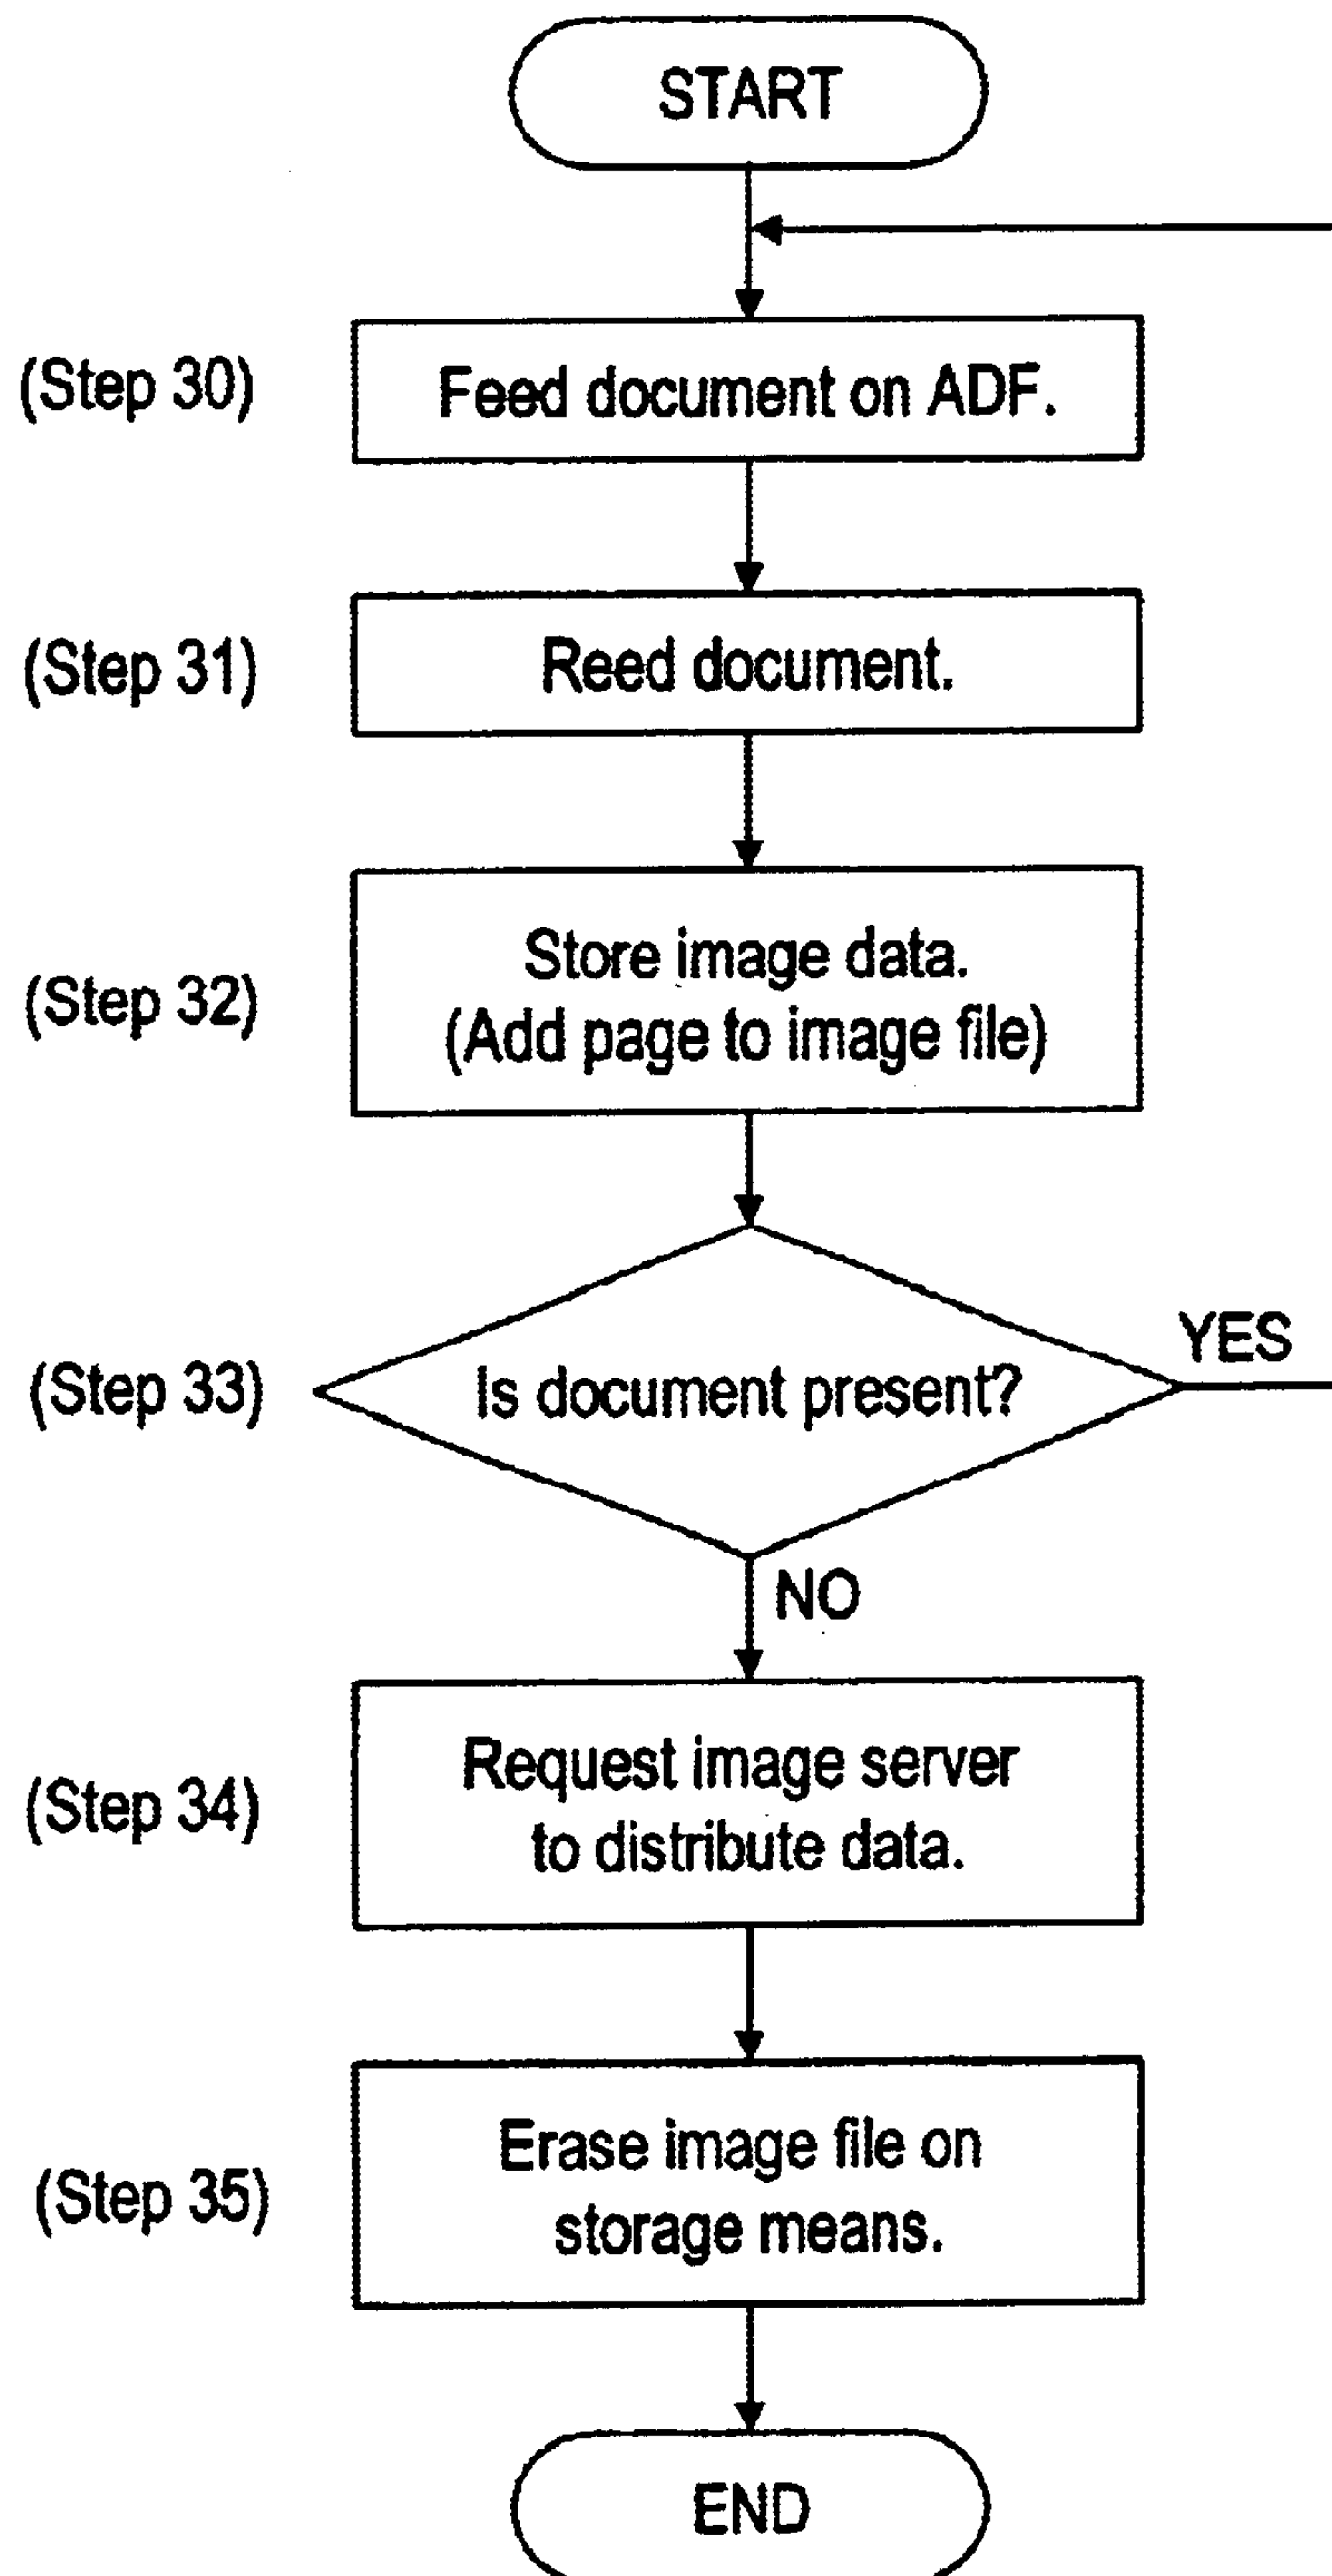 START
(Step 30)
Feed document on ADF.
(Step 31)
Reed document.
(Step 32)
Store image data.
(Add page to image file)
(Step 33)
Is document present?
YES
NO
(Step 34)
Request image server
to distribute data.
(Step 35)
Erase image file on
storage means.
END